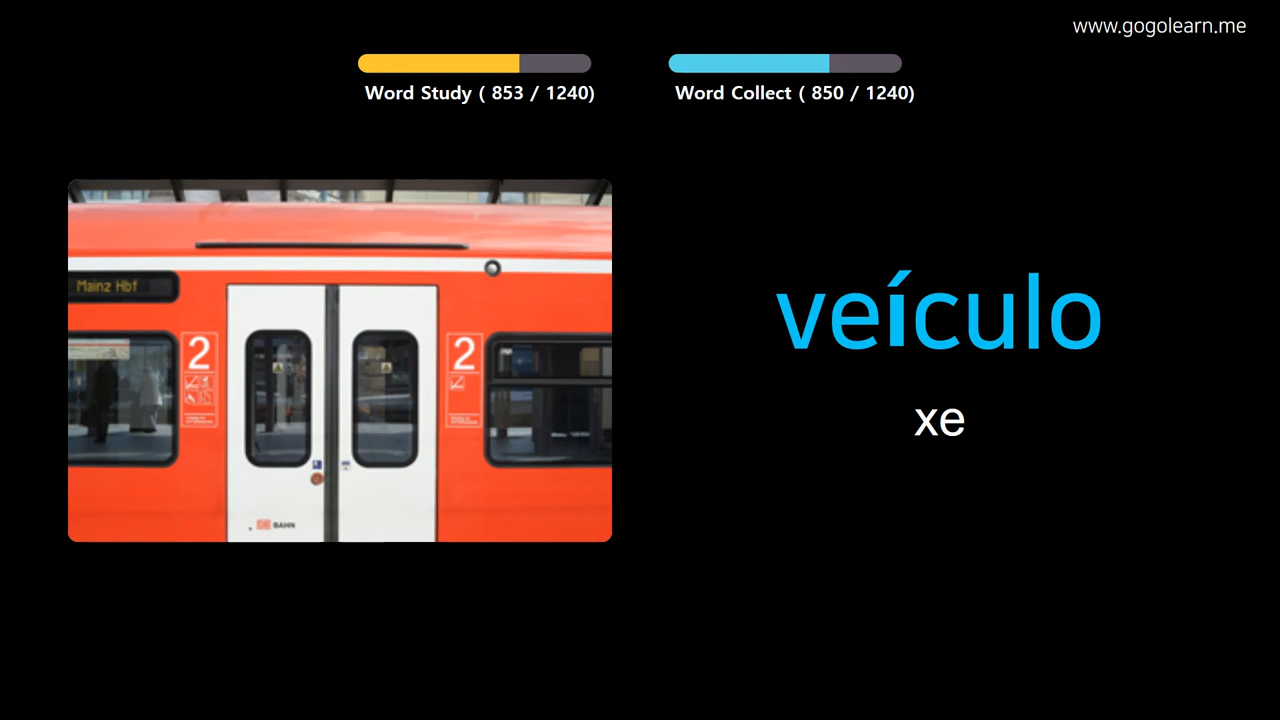 www.gogolearn.me
Word Study ( 853 / 1240)
Word Collect ( 850 / 1240)
Mainz Hbf
2
2
DB BAHN
veículo
xe